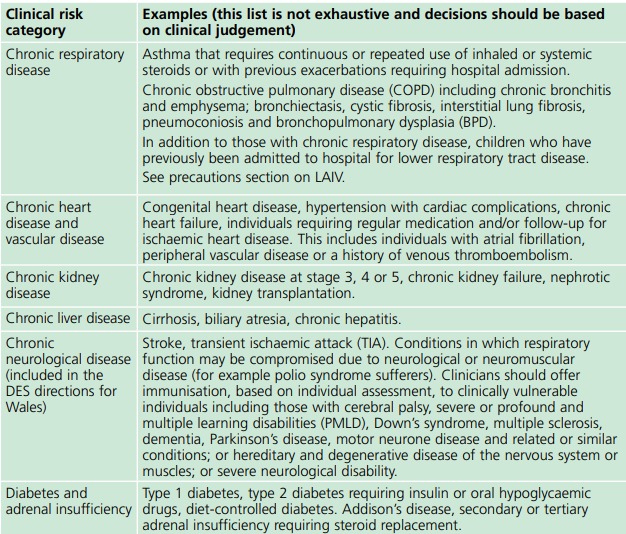 Clinical risk category
Examples (this list is not exhaustive and decisions should be based on clinical judgement)
Chronic respiratory disease
Asthma that requires continuous or repeated use of inhaled or systemic
steroids or with previous exacerbations requiring hospital admission.
Chronic obstructive pulmonary disease (COPD) including chronic bronchitis
and emphysema; bronchiectasis, cystic fibrosis, interstitial lung fibrosis,
pneumoconiosis and bronchopulmonary dysplasia (BPD).
In addition to those with chronic respiratory disease, children who have
previously been admitted to hospital for lower respiratory tract disease.
See precautions section on LAIV.
Chronic heart
disease and
vascular disease
Congenital heart disease, hypertension with cardiac complications, chronic
heart failure, individuals requiring regular medication and/or follow-up for
ischaemic heart disease. This includes individuals with atrial fibrillation,
peripheral vascular disease or a history of venous thromboembolism.
Chronic kidney
disease
Chronic kidney disease at stage 3, 4 or 5, chronic kidney failure, nephrotic
syndrome, kidney transplantation.
Chronic liver disease
Cirrhosis, biliary atresia, chronic hepatitis.
Chronic
neurological disease
(included in the
DES directions for
Wales)
Stroke, transient ischaemic attack (TIA). Conditions in which respiratory
function may be compromised due to neurological or neuromuscular
disease (for example polio syndrome sufferers). Clinicians should offer
immunisation, based on individual assessment, to clinically vulnerable
individuals including those with cerebral palsy, severe or profound and
multiple learning disabilities (PMLD), Down's syndrome, multiple sclerosis,
dementia, Parkinson's disease, motor neurone disease and related or similar
conditions; or hereditary and degenerative disease of the nervous system or
muscles; or severe neurological disability.
Diabetes and
adrenal insufficiency
Type 1 diabetes, type 2 diabetes requiring insulin or oral hypoglycaemic
drugs, diet-controlled diabetes. Addison's disease, secondary or tertiary
adrenal insufficiency requiring steroid replacement.